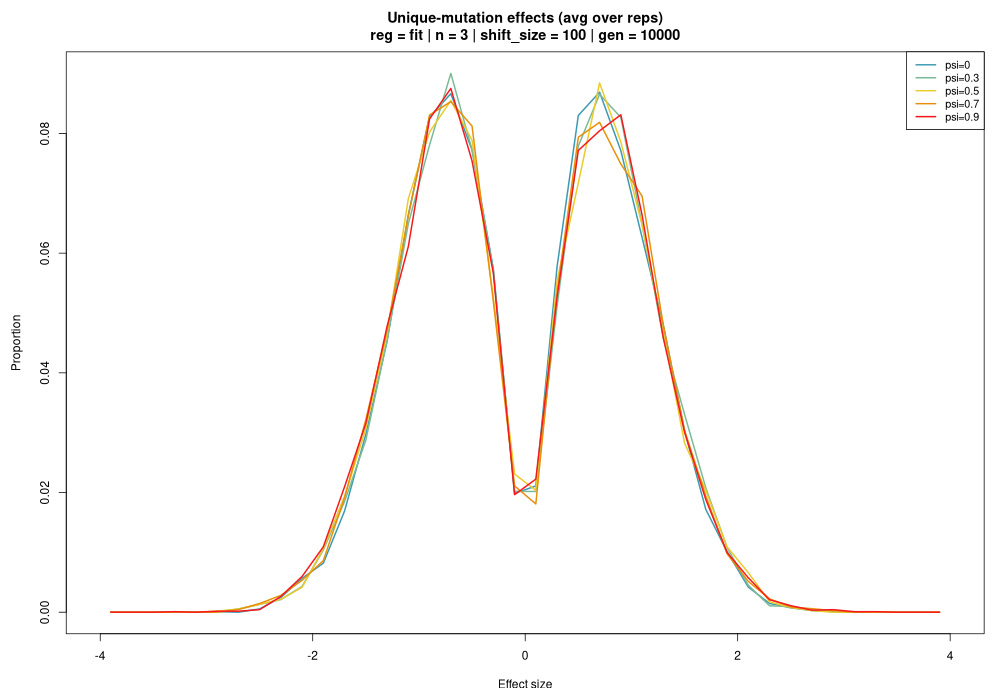 Unique-mutation effects (avg over reps)
reg = fit | n = 3 | shift_size = 100 | gen = 10000
psi=0
psi=0.3
psi=0.5
psi=0.7
psi=0.9
Proportion
0.08
0.06
0.04
0.02
0.00
-4
-2
0
2
4
Effect size